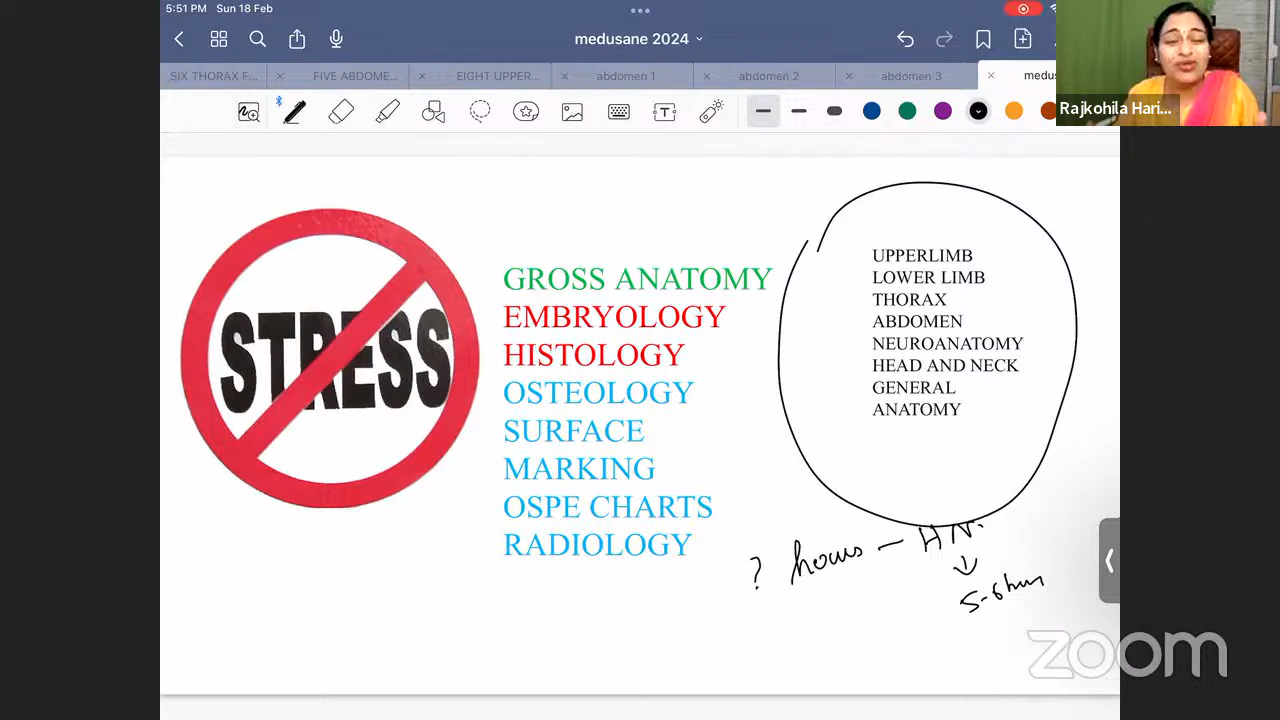 5:51 PM Sun 18 Feb
medusane 2024
SIX THORAX F...
FIVE ABDOME...
EIGHT UPPER...
abdomen 1
abdomen 2
abdomen 3
medus
Rajkohila Hari...
STRESS
GROSS ANATOMY
EMBRYOLOGY
HISTOLOGY
OSTEOLOGY
SURFACE
MARKING
OSPE CHARTS
RADIOLOGY
UPPERLIMB
LOWER LIMB
THORAX
ABDOMEN
NEUROANATOMY
HEAD AND NECK
GENERAL
ANATOMY
? hours – HN.
5-6 hrs
zoom